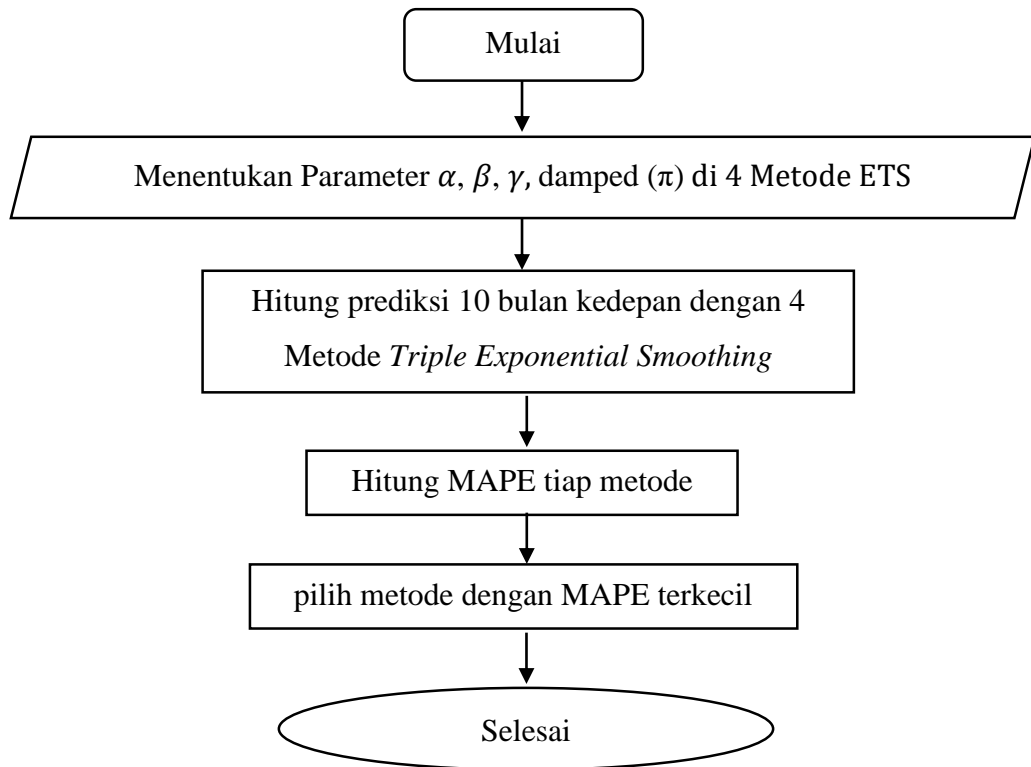 Mulai
Menentukan Parameter α, β, γ, damped (π) di 4 Metode ETS
Hitung prediksi 10 bulan kedepan dengan 4
Metode Triple Exponential Smoothing
Hitung MAPE tiap metode
pilih metode dengan MAPE terkecil
Selesai